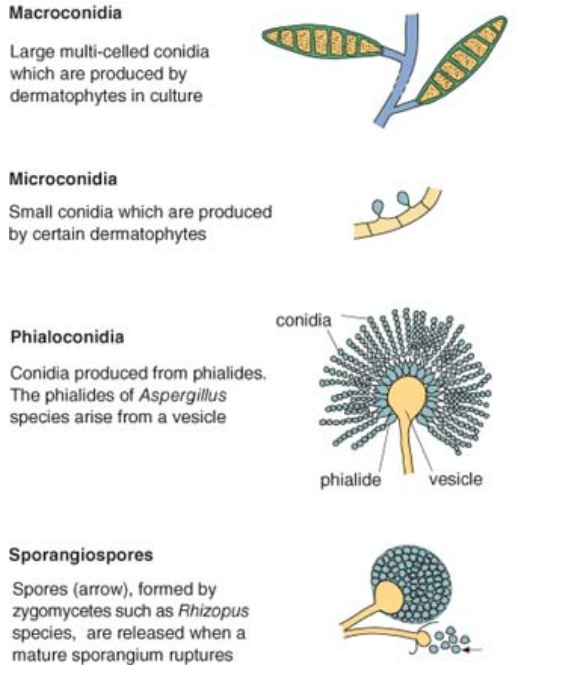 Macroconidia
Large multi-celled conidia
which are produced by
dermatophytes in culture
Microconidia
Small conidia which are produced
by certain dermatophytes
conidia
Phialoconidia
Conidia produced from phialides.
The phialides of Aspergillus
species arise from a vesicle
phialide
vesicle
Sporangiospores
Spores (arrow), formed by
zygomycetes such as Rhizopus
species, are released when a
mature sporangium ruptures